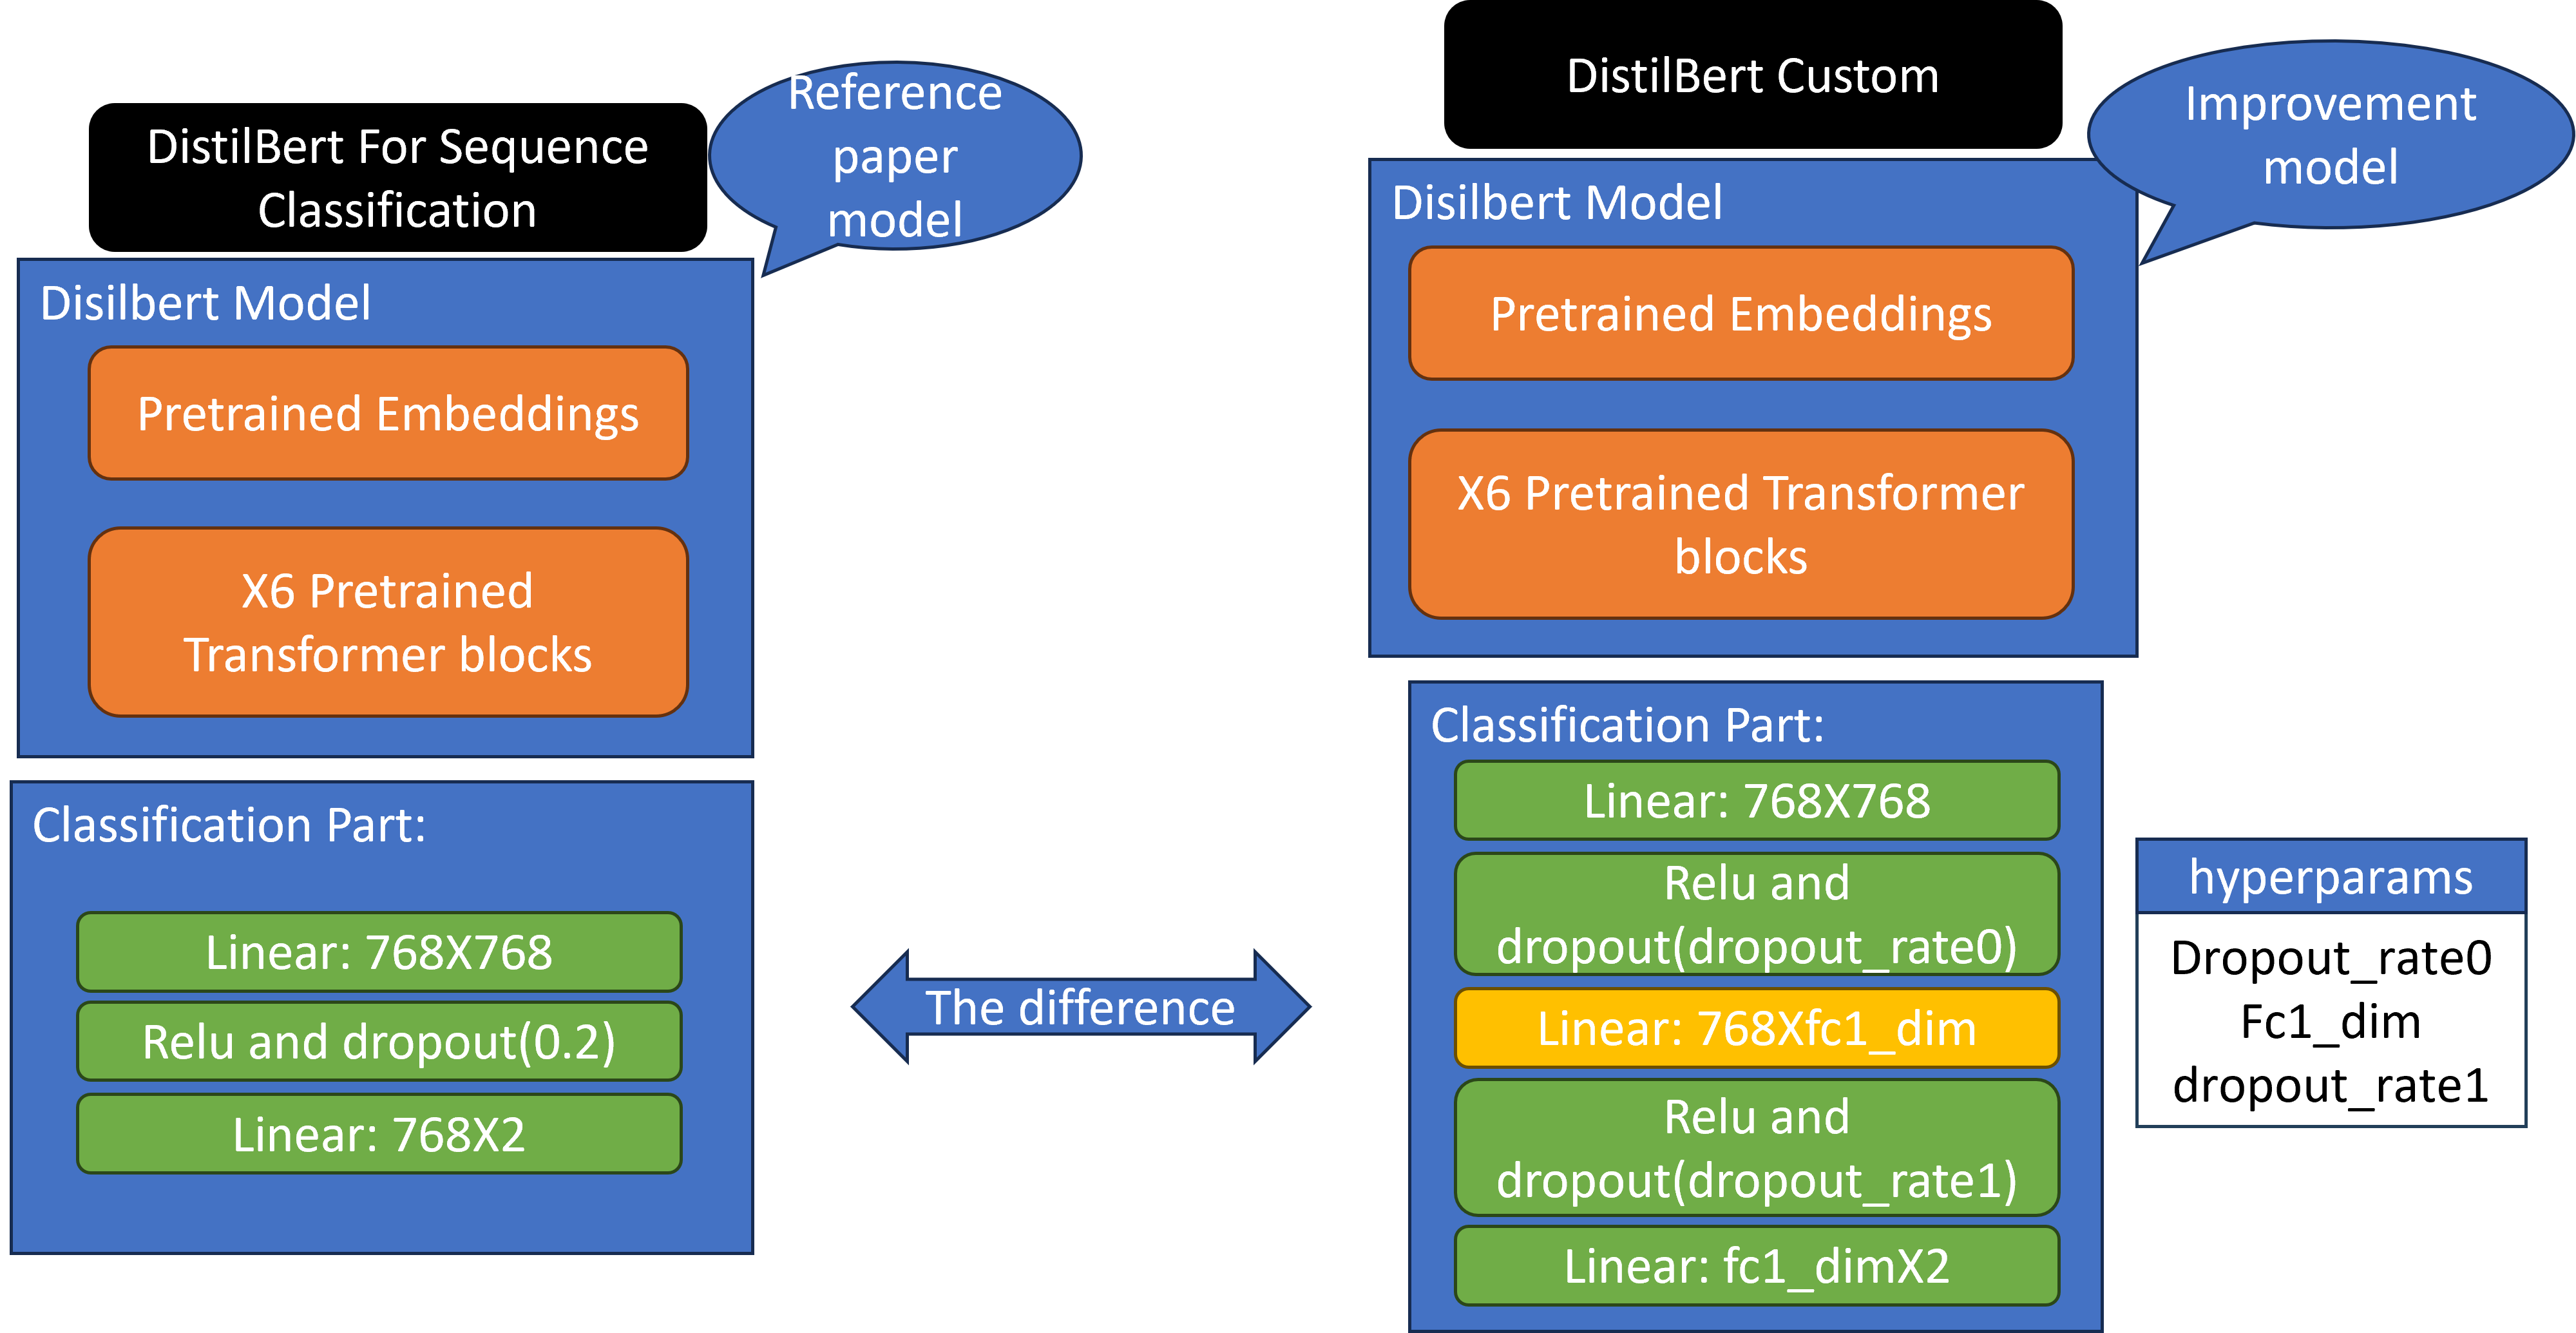 DistilBert For Sequence
Classification
Reference
paper
model
Disilbert Model
Pretrained Embeddings
X6 Pretrained
Transformer blocks
Classification Part:
Linear: 768X768
Relu and dropout(0.2)
Linear: 768X2
The difference
DistilBert Custom
Improvement
model
Disilbert Model
Pretrained Embeddings
X6 Pretrained Transformer
blocks
Classification Part:
Linear: 768X768
Relu and
dropout(dropout_rate0)
Linear: 768Xfc1_dim
Relu and
dropout(dropout_rate1)
Linear: fc1_dimX2
hyperparams
Dropout_rate0
Fc1_dim
dropout_rate1